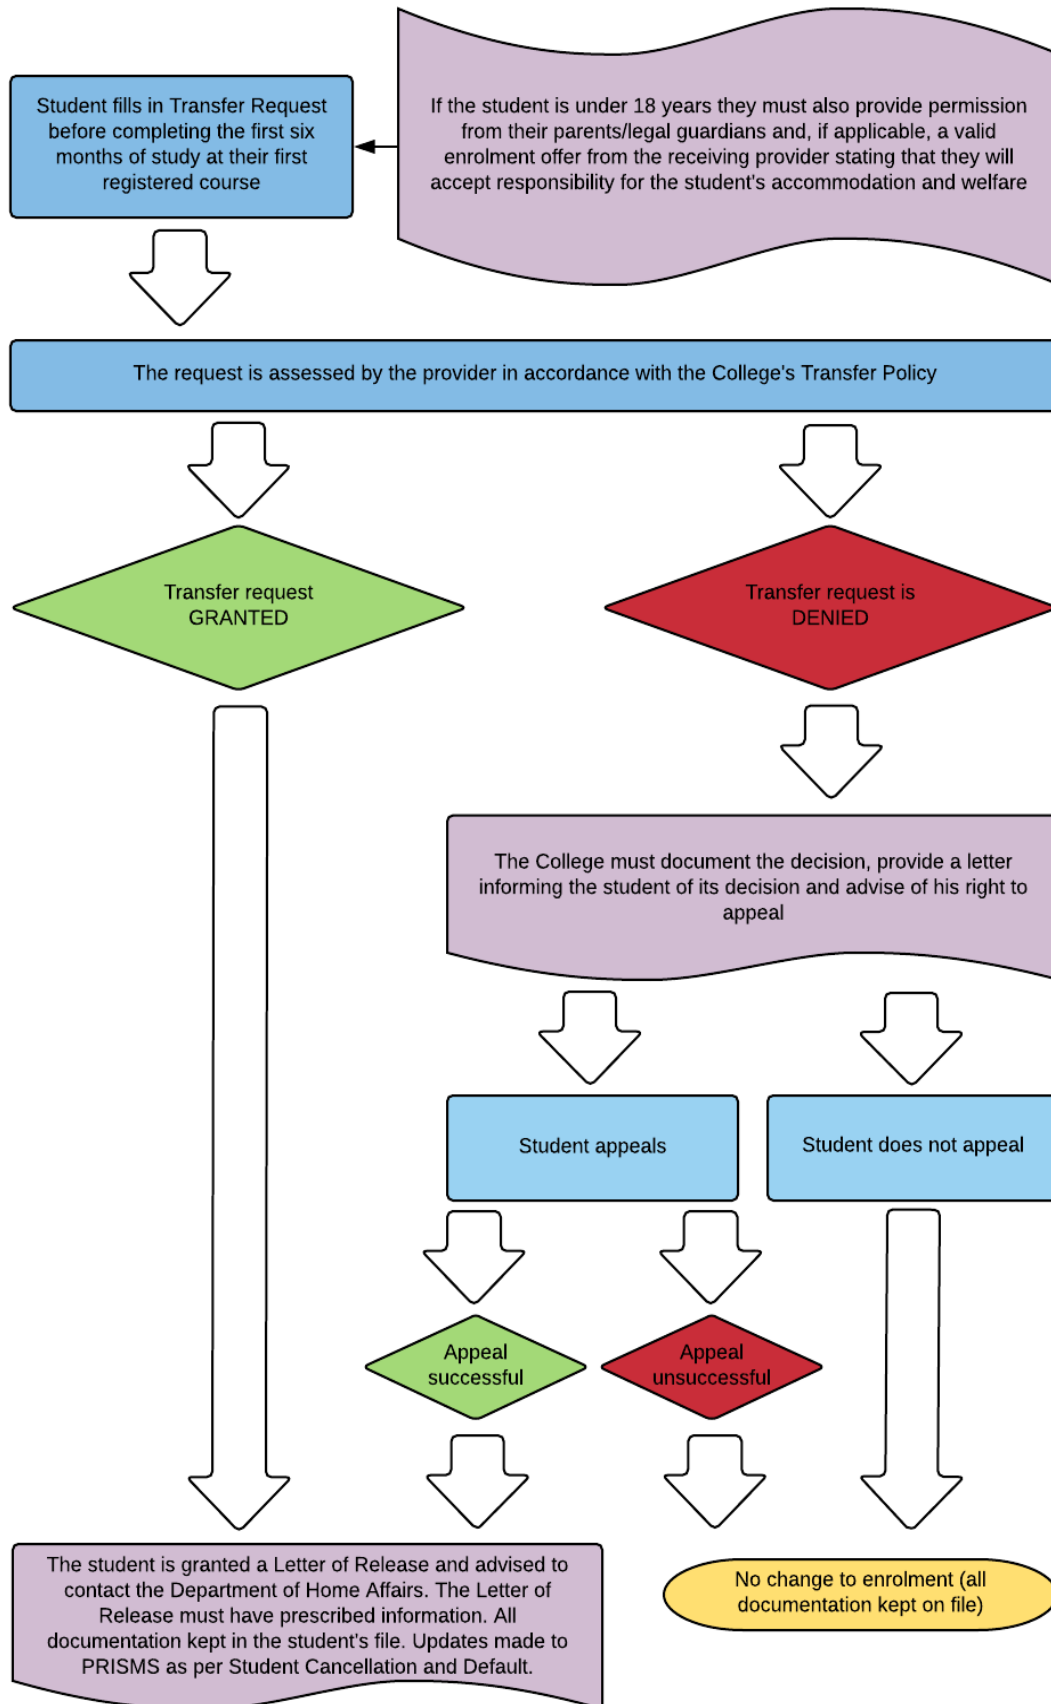 Student fills in Transfer Request
before completing the first six
months of study at their first
registered course
If the student is under 18 years they must also provide permission
from their parents/legal guardians and, if applicable, a valid
enrolment offer from the receiving provider stating that they will
accept responsibility for the student's accommodation and welfare
The request is assessed by the provider in accordance with the College's Transfer Policy
Transfer request
GRANTED
Transfer request is
DENIED
The College must document the decision, provide a letter
informing the student of its decision and advise of his right to
appeal
Student appeals
Student does not appeal
Appeal
successful
Appeal
unsuccessful
The student is granted a Letter of Release and advised to
contact the Department of Home Affairs. The Letter of
Release must have prescribed information. All
documentation kept in the student's file. Updates made to
PRISMS as per Student Cancellation and Default.
No change to enrolment (all
documentation kept on file)